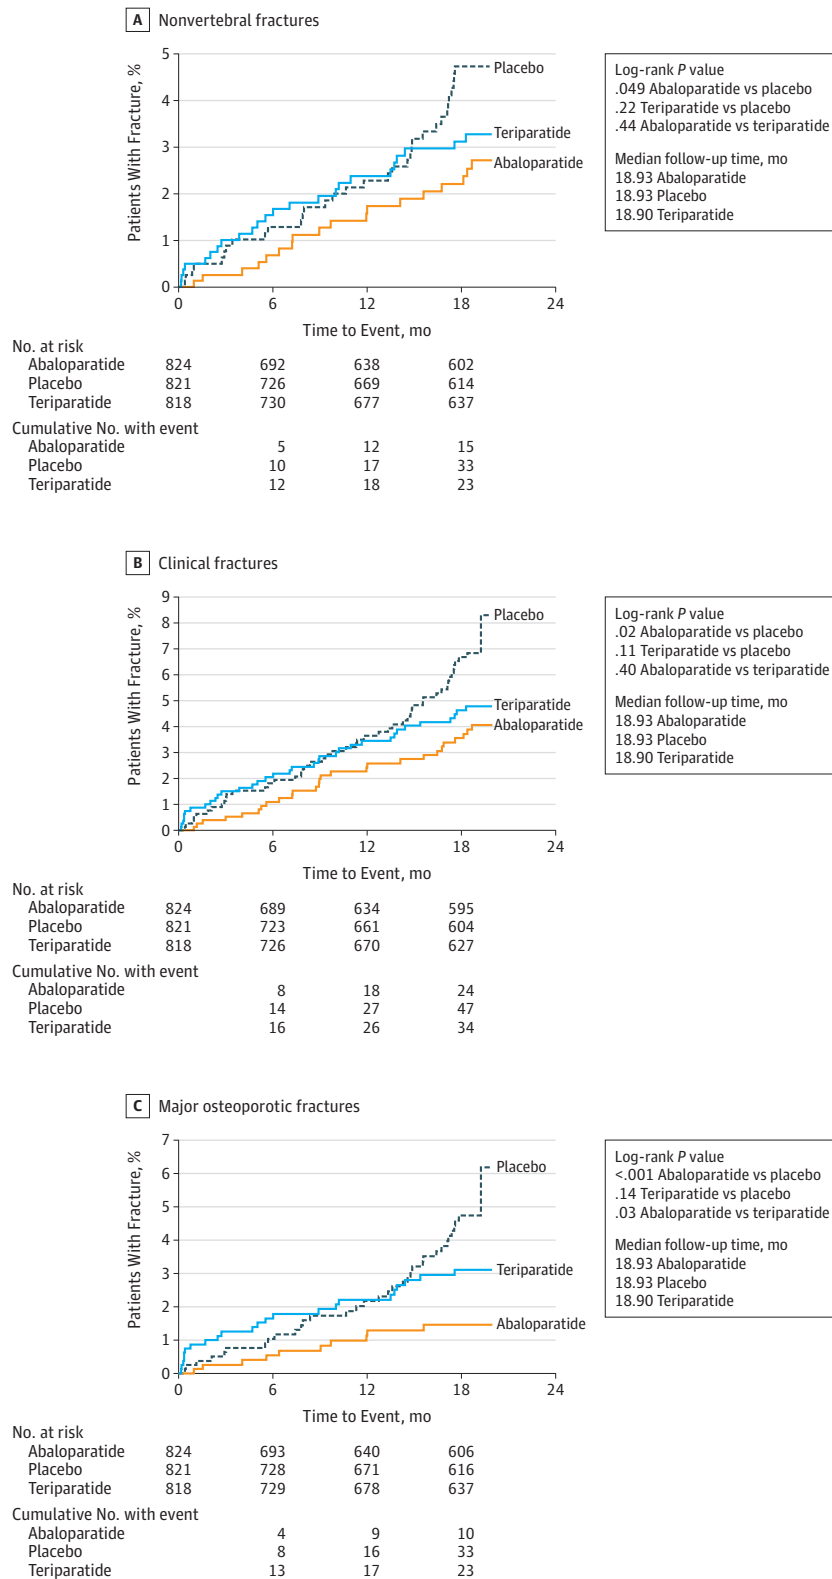 A Nonvertebral fractures
5
4
3
2
1
0
Patients With Fracture, %
Placebo
Teriparatide
Abaloparatide
0 6 12 18 24
Time to Event, mo
Log-rank P value
.049 Abaloparatide vs placebo
.22 Teriparatide vs placebo
.44 Abaloparatide vs teriparatide
Median follow-up time, mo
18.93 Abaloparatide
18.93 Placebo
18.90 Teriparatide
No. at risk
Abaloparatide 824 692 638 602
Placebo 821 726 669 614
Teriparatide 818 730 677 637
Cumulative No. with event
Abaloparatide 5 12 15
Placebo 10 17 33
Teriparatide 12 18 23
B Clinical fractures
9
8
7
6
5
4
3
2
1
0
Patients With Fracture, %
Placebo
Teriparatide
Abaloparatide
0 6 12 18 24
Time to Event, mo
Log-rank P value
.02 Abaloparatide vs placebo
.11 Teriparatide vs placebo
.40 Abaloparatide vs teriparatide
Median follow-up time, mo
18.93 Abaloparatide
18.93 Placebo
18.90 Teriparatide
No. at risk
Abaloparatide 824 689 634 595
Placebo 821 723 661 604
Teriparatide 818 726 670 627
Cumulative No. with event
Abaloparatide 8 18 24
Placebo 14 27 47
Teriparatide 16 26 34
C Major osteoporotic fractures
7
6
5
4
3
2
1
0
Patients With Fracture, %
Placebo
Teriparatide
Abaloparatide
0 6 12 18 24
Time to Event, mo
Log-rank P value
<.001 Abaloparatide vs placebo
.14 Teriparatide vs placebo
.03 Abaloparatide vs teriparatide
Median follow-up time, mo
18.93 Abaloparatide
18.93 Placebo
18.90 Teriparatide
No. at risk
Abaloparatide 824 693 640 606
Placebo 821 728 671 616
Teriparatide 818 729 678 637
Cumulative No. with event
Abaloparatide 4 9 10
Placebo 8 16 33
Teriparatide 13 17 23